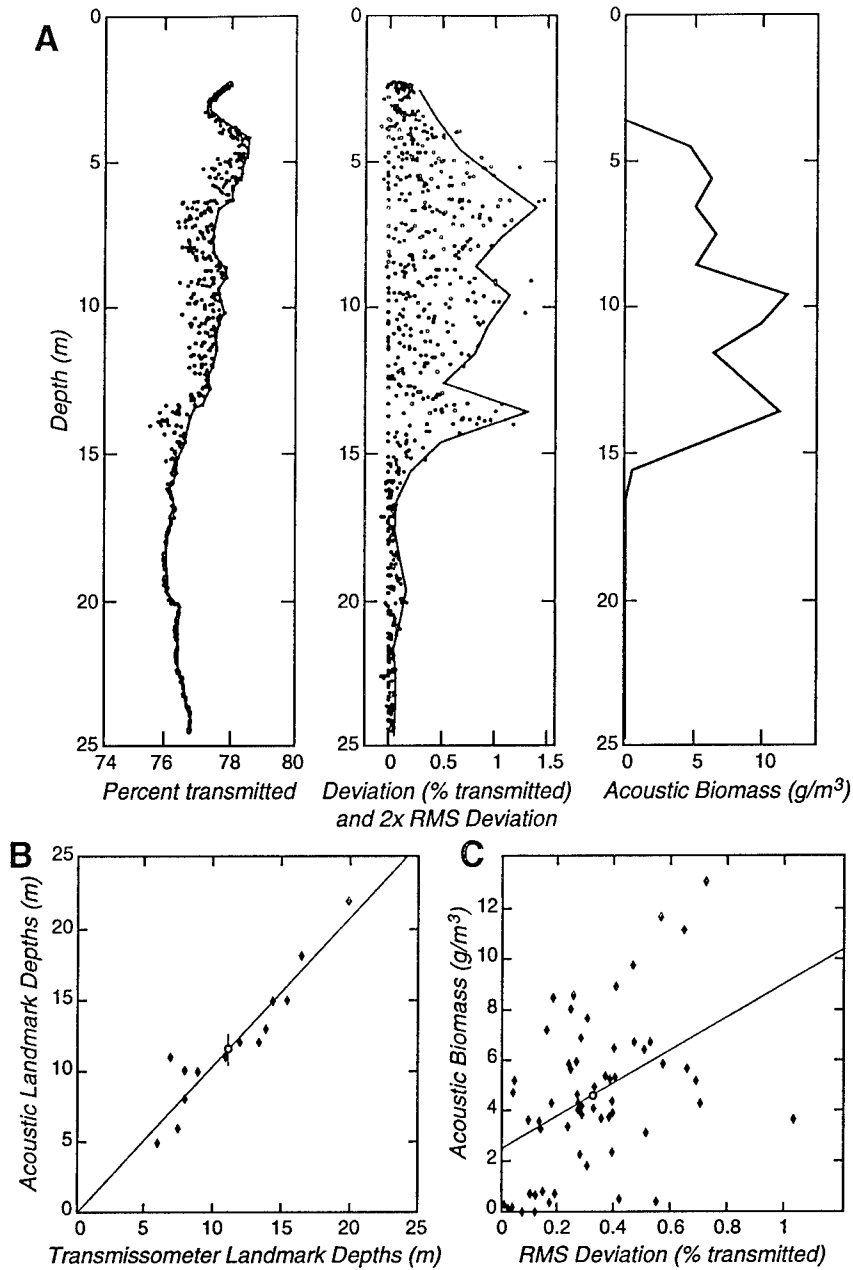 A
0
5
10
15
20
25
Depth (m)
74 76 78 80
Percent transmitted
0
5
10
15
20
25
0 0.5 1 1.5
Deviation (% transmitted)
and 2x RMS Deviation
0
5
10
15
20
25
0 5 10
Acoustic Biomass (g/m³)
B
25
20
15
10
5
0
Acoustic Landmark Depths (m)
0 5 10 15 20 25
Transmissometer Landmark Depths (m)
C
12
10
8
6
4
2
0
Acoustic Biomass (g/m³)
0 0.2 0.4 0.6 0.8 1
RMS Deviation (% transmitted)